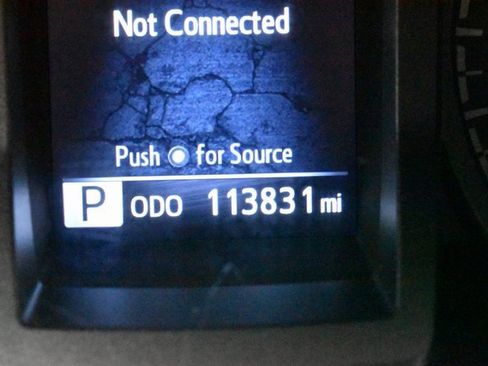 Not Connected
Push for Source
P ODO 113831 mi